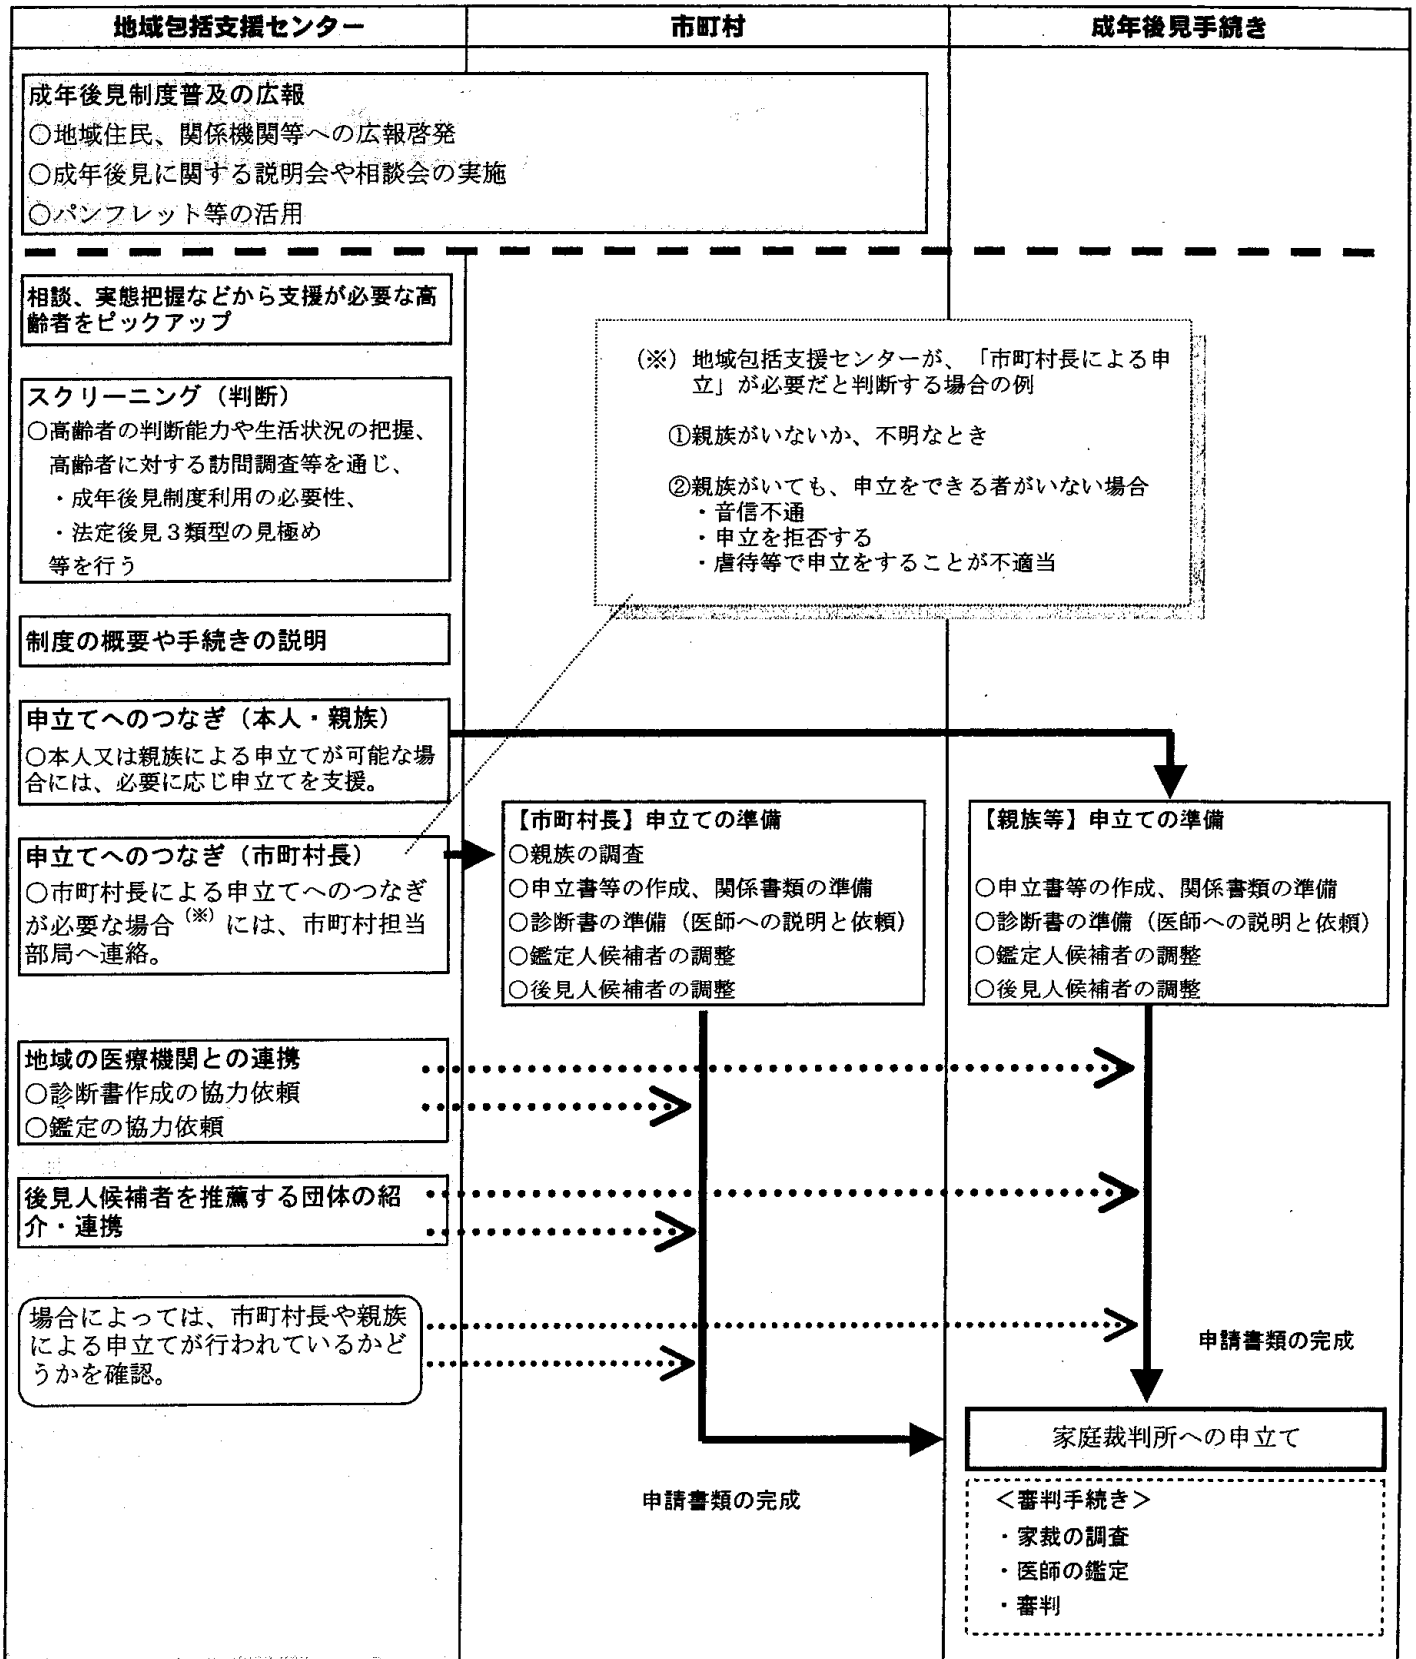 地域包括支援センター
市町村
成年後見手続き
成年後見制度普及の広報
○地域住民、関係機関等への広報啓発
○成年後見に関する説明会や相談会の実施
○パンフレット等の活用
相談、実態把握などから支援が必要な高
齢者をピックアップ
スクリーニング（判断）
○高齢者の判断能力や生活状況の把握、
高齢者に対する訪問調査等を通じ、
・成年後見制度利用の必要性、
・法定後見３類型の見極め
等を行う
（※）地域包括支援センターが、「市町村長による申
立」が必要だと判断する場合の例
①親族がいないか、不明なとき
②親族がいても、申立をできる者がいない場合
・音信不通
・申立を拒否する
・虐待等で申立をすることが不適当
制度の概要や手続きの説明
申立てへのつなぎ（本人・親族）
○本人又は親族による申立てが可能な場
合には、必要に応じ申立てを支援。
申立てへのつなぎ（市町村長）
○市町村長による申立てへのつなぎ
が必要な場合（※）には、市町村担当
部局へ連絡。
【市町村長】申立ての準備
○親族の調査
○申立書等の作成、関係書類の準備
○診断書の準備（医師への説明と依頼）
○鑑定人候補者の調整
○後見人候補者の調整
【親族等】申立ての準備
○申立書等の作成、関係書類の準備
○診断書の準備（医師への説明と依頼）
○鑑定人候補者の調整
○後見人候補者の調整
地域の医療機関との連携
○診断書作成の協力依頼
○鑑定の協力依頼
後見人候補者を推薦する団体の紹
介・連携
場合によっては、市町村長や親族
による申立てが行われているかど
うかを確認。
申請書類の完成
家庭裁判所への申立て
申請書類の完成
＜審判手続き＞
・家裁の調査
・医師の鑑定
・審判